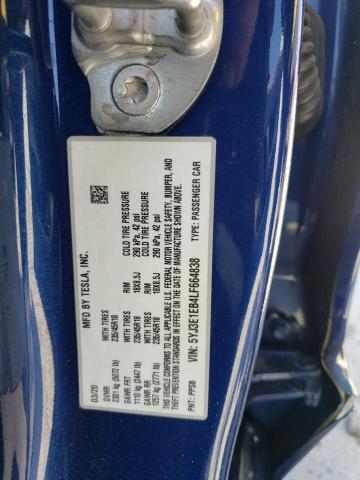 MFD BY TESLA, INC.
03/20
GVWR
2301 kg (5072 lb)
GAWR FRT WITH TIRES RIM COLD TIRE PRESSURE
1110 kg (2447 lb) 235/45R18 18X8.5J 290 kPa, 42 psi
GAWR RR WITH TIRES RIM COLD TIRE PRESSURE
1257 kg (2771 lb) 235/45R18 18X8.5J 290 kPa, 42 psi
THIS VEHICLE CONFORMS TO ALL APPLICABLE U.S. FEDERAL MOTOR VEHICLE SAFETY, BUMPER, AND
THEFT PREVENTION STANDARDS IN EFFECT ON THE DATE OF MANUFACTURE SHOWN ABOVE.
VIN: 5YJ3E1EB4LF664838 TYPE: PASSENGER CAR
PNT: PPSB